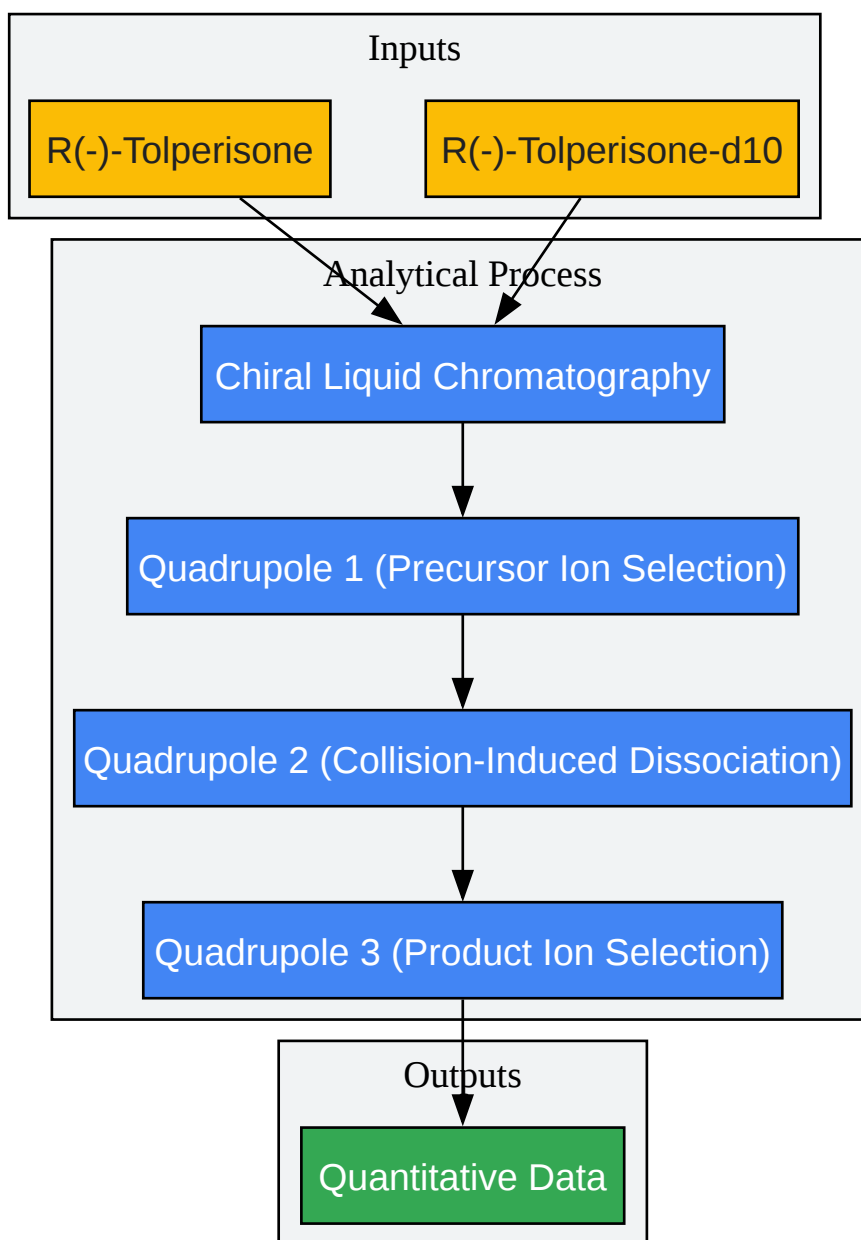 Inputs
R(-)-Tolperisone
R(-)-Tolperisone-d10
Analytical Process
Chiral Liquid Chromatography
Quadrupole 1 (Precursor Ion Selection)
Quadrupole 2 (Collision-Induced Dissociation)
Quadrupole 3 (Product Ion Selection)
Outputs
Quantitative Data